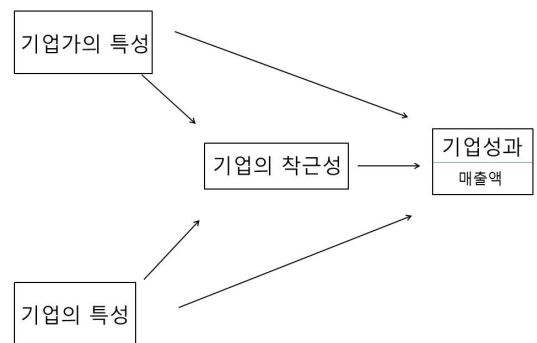 기업가의 특성
기업의 착근성
기업성과
매출액
기업의 특성